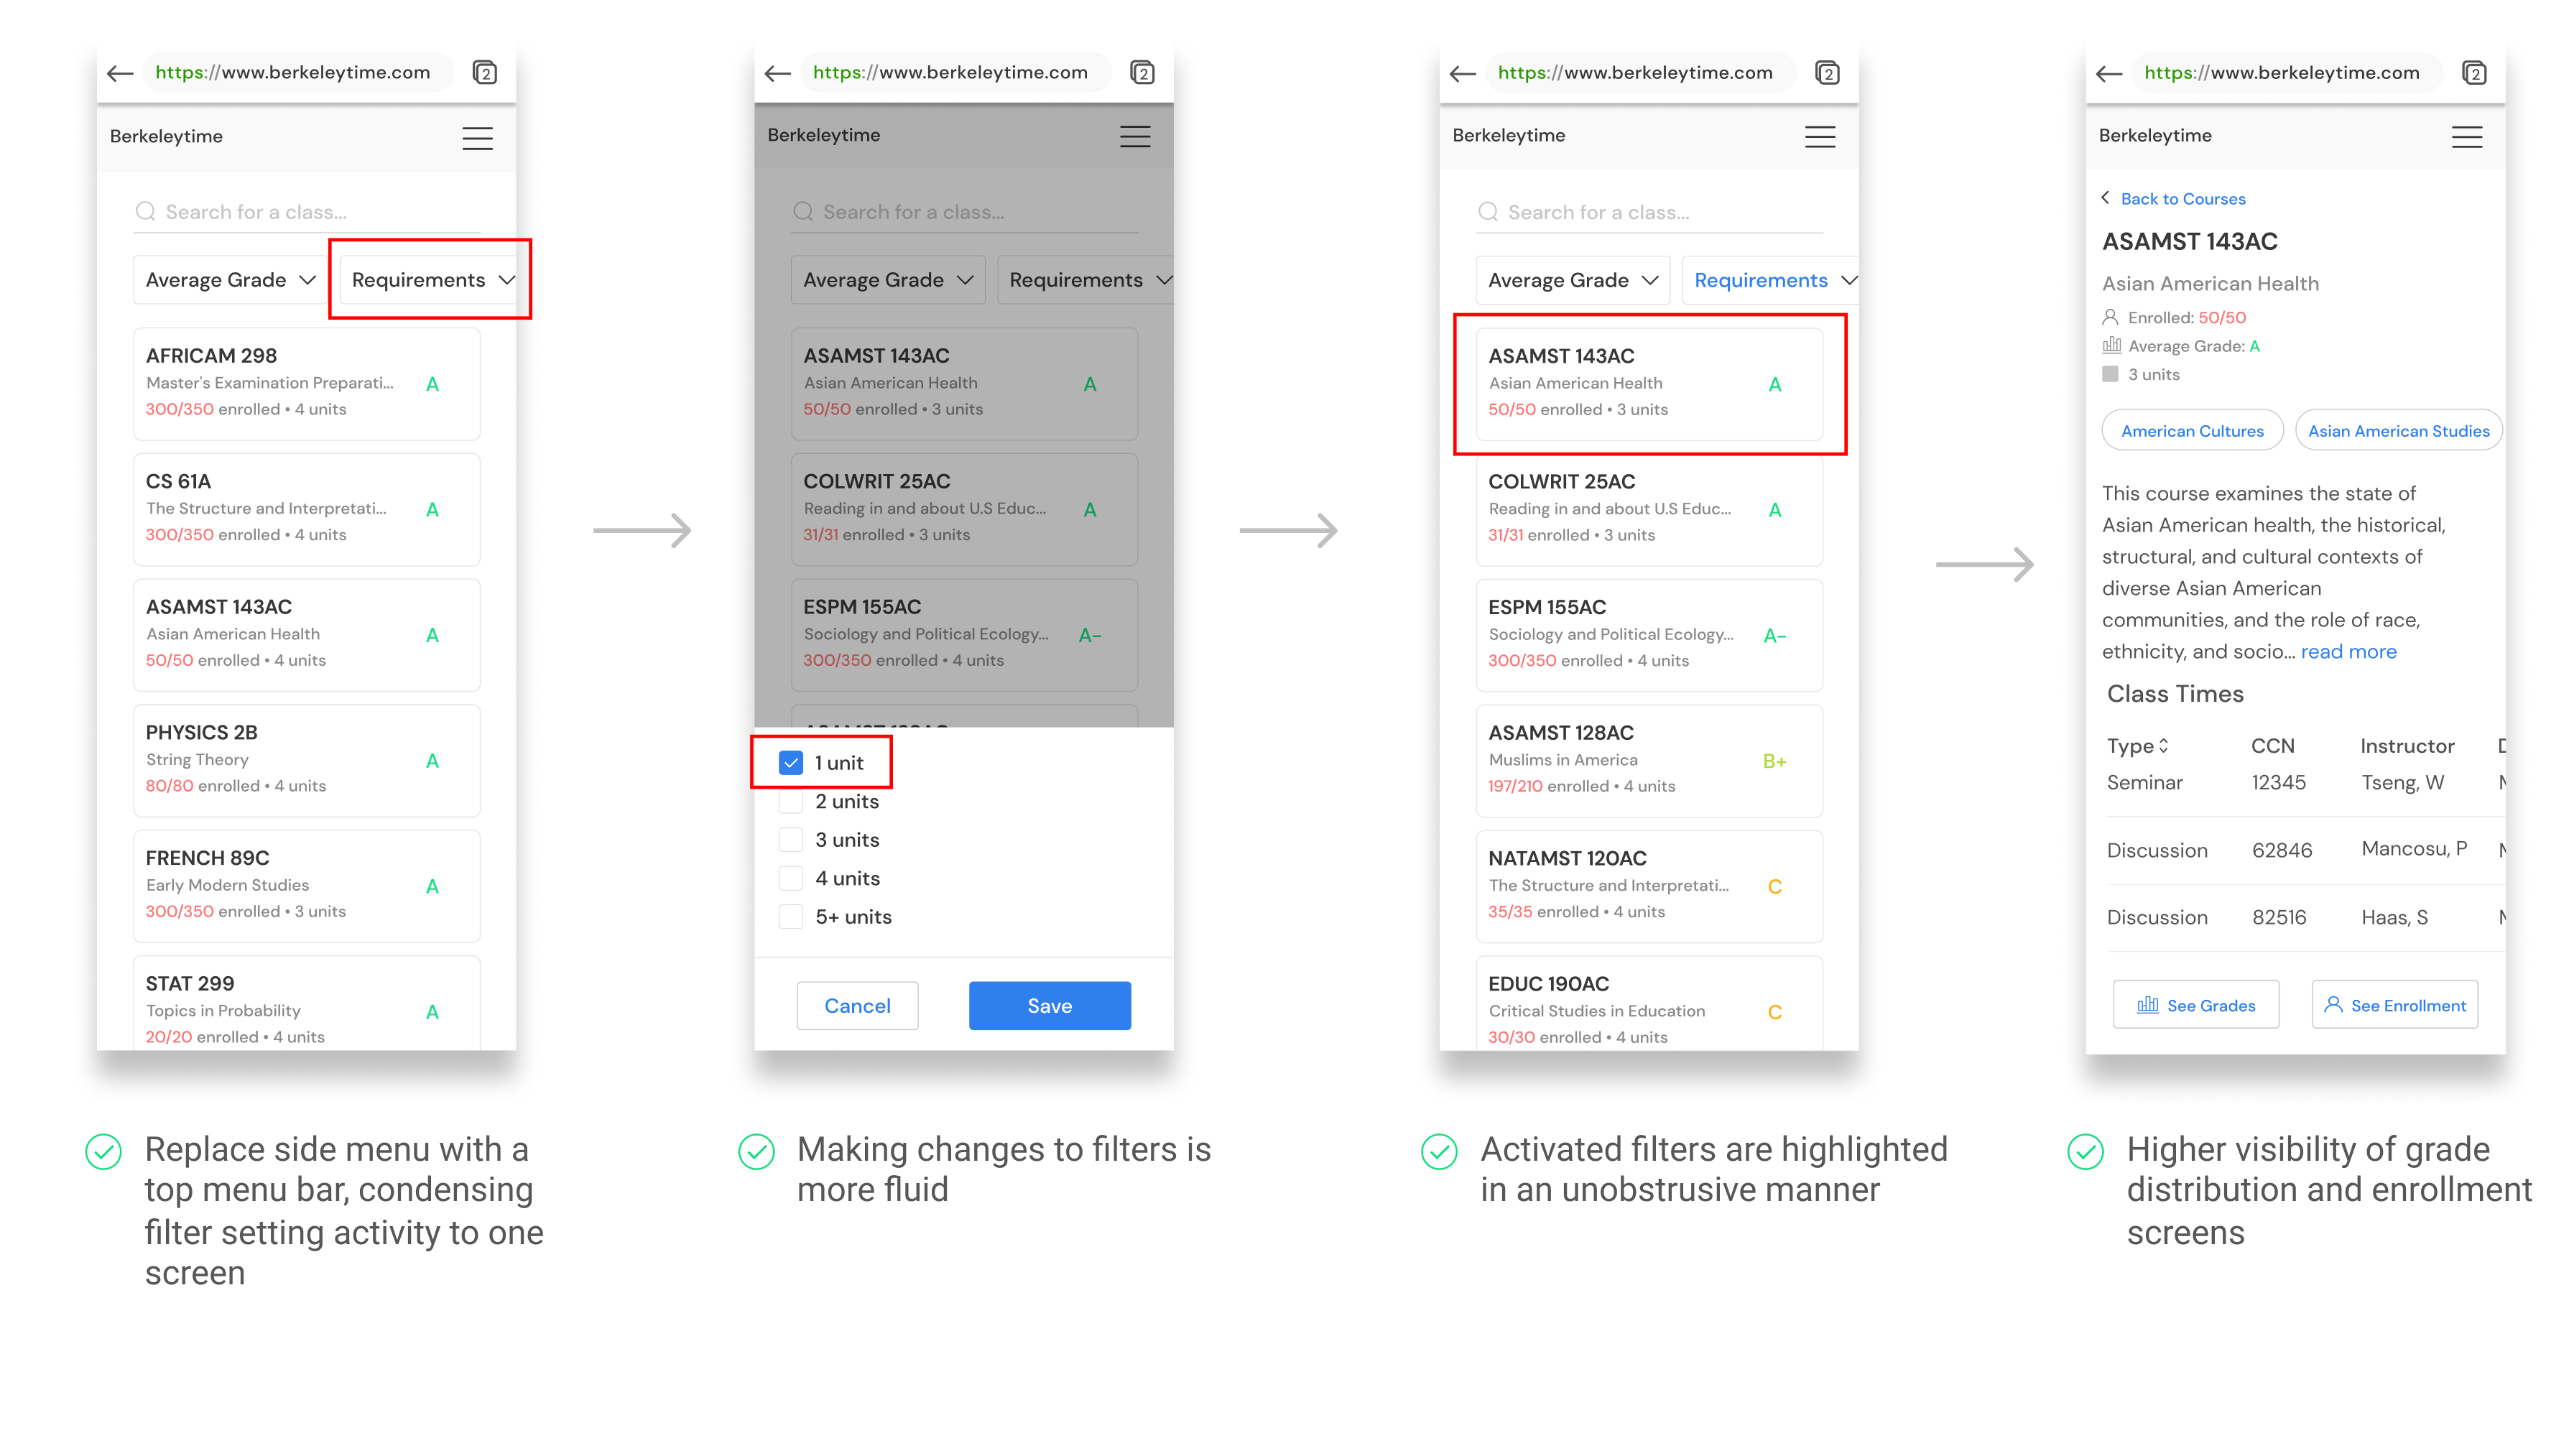 https://www.berkeleytime.com
2
Berkeleytime
Search for a class...
Average Grade
Requirements
AFRICAM 298
Master's Examination Preparati...
A
300/350 enrolled • 4 units
CS 61A
The Structure and Interpretati...
A
300/350 enrolled • 4 units
ASAMST 143AC
Asian American Health
A
50/50 enrolled • 4 units
PHYSICS 2B
String Theory
A
80/80 enrolled • 4 units
FRENCH 89C
Early Modern Studies
A
300/350 enrolled • 3 units
STAT 299
Topics in Probability
A
20/20 enrolled • 4 units
Replace side menu with a
top menu bar, condensing
filter setting activity to one
screen
https://www.berkeleytime.com
2
Berkeleytime
Search for a class...
Average Grade
Requirements
ASAMST 143AC
Asian American Health
A
50/50 enrolled • 3 units
COLWRIT 25AC
Reading in and about U.S Educ...
A
31/31 enrolled • 3 units
ESPM 155AC
Sociology and Political Ecology...
A-
300/350 enrolled • 4 units
1 unit
2 units
3 units
4 units
5+ units
Cancel
Save
Making changes to filters is
more fluid
https://www.berkeleytime.com
2
Berkeleytime
Search for a class...
Average Grade
Requirements
ASAMST 143AC
Asian American Health
A
50/50 enrolled • 3 units
COLWRIT 25AC
Reading in and about U.S Educ...
A
31/31 enrolled • 3 units
ESPM 155AC
Sociology and Political Ecology...
A-
300/350 enrolled • 4 units
ASAMST 128AC
Muslims in America
B+
197/210 enrolled • 4 units
NATAMST 120AC
The Structure and Interpretati...
C
35/35 enrolled • 4 units
EDUC 190AC
Critical Studies in Education
C
30/30 enrolled • 4 units
Activated filters are highlighted
in an unobstrusive manner
https://www.berkeleytime.com
2
Berkeleytime
Back to Courses
ASAMST 143AC
Asian American Health
Enrolled: 50/50
Average Grade: A
3 units
American Cultures
Asian American Studies
This course examines the state of
Asian American health, the historical,
structural, and cultural contexts of
diverse Asian American
communities, and the role of race,
ethnicity, and socio... read more
Class Times
Type CCN Instructor
Seminar 12345 Tseng, W
Discussion 62846 Mancosu, P
Discussion 82516 Haas, S
See Grades
See Enrollment
Higher visibility of grade
distribution and enrollment
screens